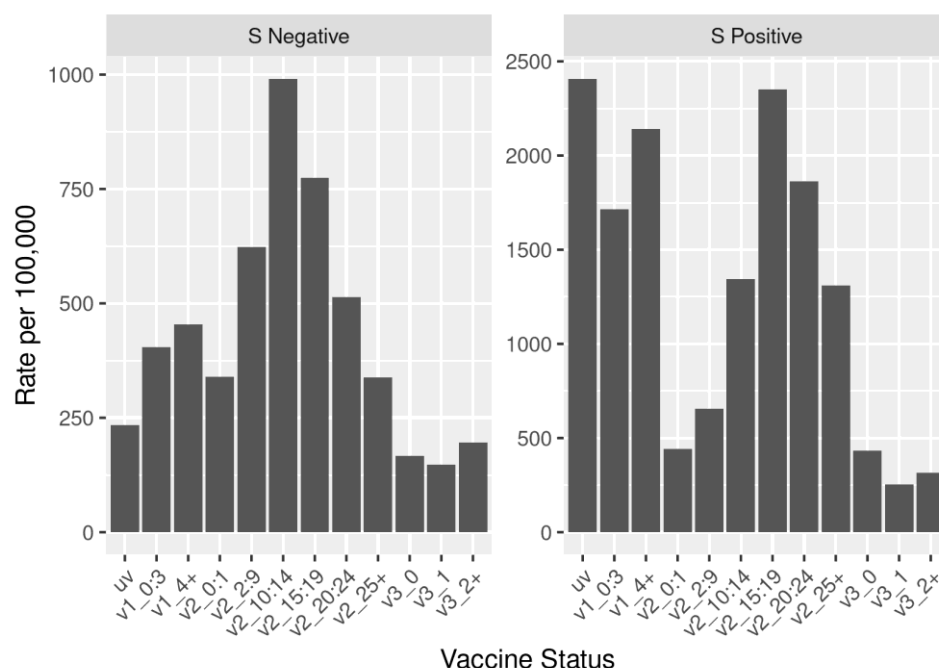 S Negative
S Positive
Rate per 100,000
1000
750
500
250
0
2500
2000
1500
1000
500
0
uv
v1_0:3
v1_4+
v2_0:1
v2_2:9
v2_10:14
v2_15:19
v2_20:24
v2_25+
v3_0
v3_1
v3_2+
uv
v1_0:3
v1_4+
v2_0:1
v2_2:9
v2_10:14
v2_15:19
v2_20:24
v2_25+
v3_0
v3_1
v3_2+
Vaccine Status